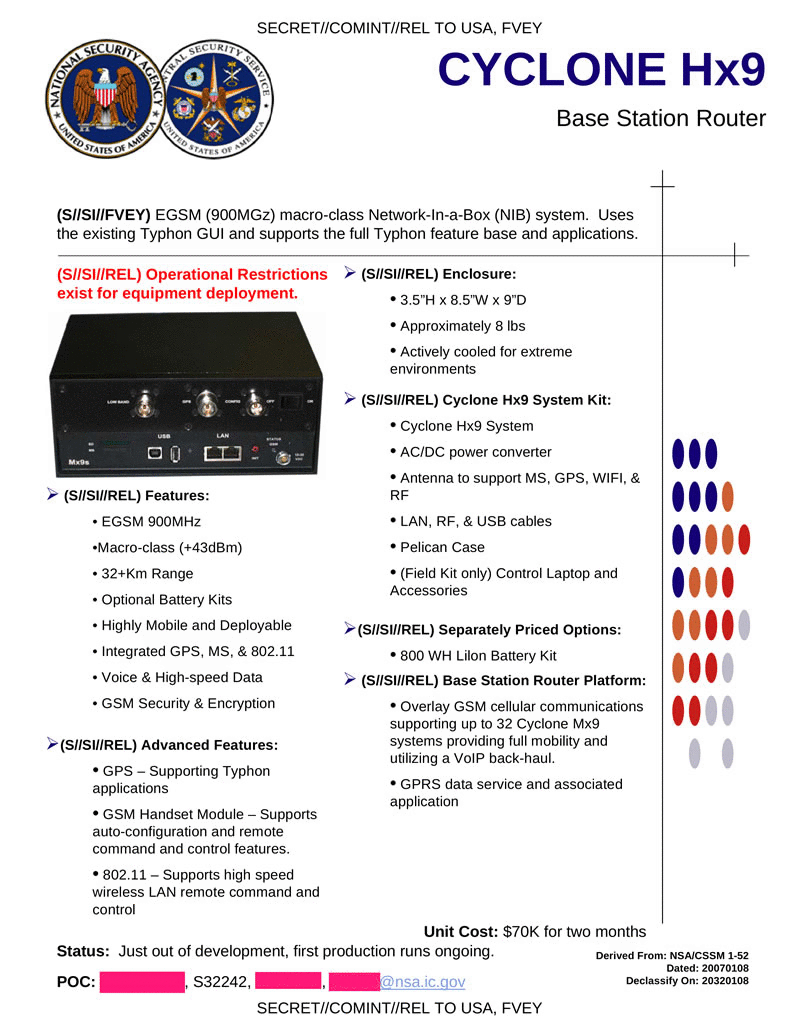 SECRET//COMINT//REL TO USA, FVEY
NATIONAL SECURITY AGENCY
UNITED STATES OF AMERICA
TRAL SECURITY SERVICE
UNITED STATES OF AMERICA
CYCLONE Hx9
Base Station Router
(S//SI//FVEY) EGSM (900MGz) macro-class Network-In-a-Box (NIB) system. Uses
the existing Typhon GUI and supports the full Typhon feature base and applications.
(S//SI//REL) Operational Restrictions
exist for equipment deployment.
LOW BAND GPS CONFIG OFF ON
USB LAN STATUS
Mx9s
➢ (S//SI//REL) Features:
• EGSM 900MHz
•Macro-class (+43dBm)
• 32+Km Range
• Optional Battery Kits
• Highly Mobile and Deployable
• Integrated GPS, MS, & 802.11
• Voice & High-speed Data
• GSM Security & Encryption
➢(S//SI//REL) Advanced Features:
• GPS – Supporting Typhon
applications
• GSM Handset Module – Supports
auto-configuration and remote
command and control features.
• 802.11 – Supports high speed
wireless LAN remote command and
control
➢ (S//SI//REL) Enclosure:
• 3.5”H x 8.5”W x 9”D
• Approximately 8 lbs
• Actively cooled for extreme
environments
➢ (S//SI//REL) Cyclone Hx9 System Kit:
• Cyclone Hx9 System
• AC/DC power converter
• Antenna to support MS, GPS, WIFI, &
RF
• LAN, RF, & USB cables
• Pelican Case
• (Field Kit only) Control Laptop and
Accessories
➢(S//SI//REL) Separately Priced Options:
• 800 WH LiIon Battery Kit
➢ (S//SI//REL) Base Station Router Platform:
• Overlay GSM cellular communications
supporting up to 32 Cyclone Mx9
systems providing full mobility and
utilizing a VoIP back-haul.
• GPRS data service and associated
application
Unit Cost: $70K for two months
Status: Just out of development, first production runs ongoing.
POC: , S32242, , @nsa.ic.gov
Derived From: NSA/CSSM 1-52
Dated: 20070108
Declassify On: 20320108
SECRET//COMINT//REL TO USA, FVEY